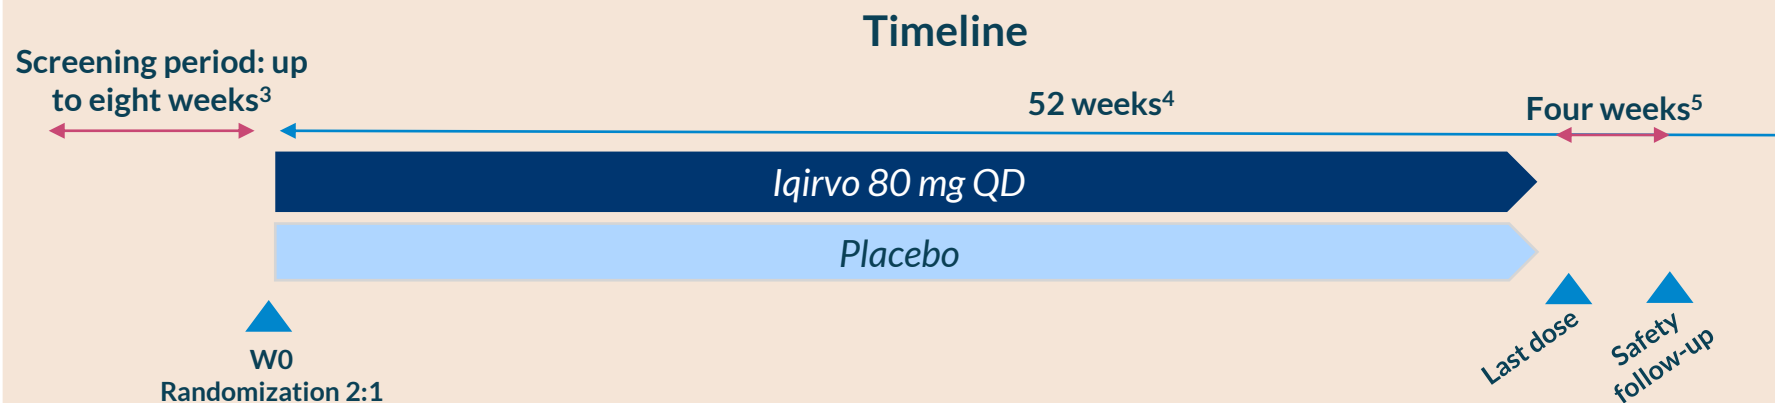 Timeline
Screening period: up
to eight weeks³
52 weeks⁴
Four weeks⁵
Iqirvo 80 mg QD
Placebo
W0
Randomization 2:1
Last dose
Safety
follow-up